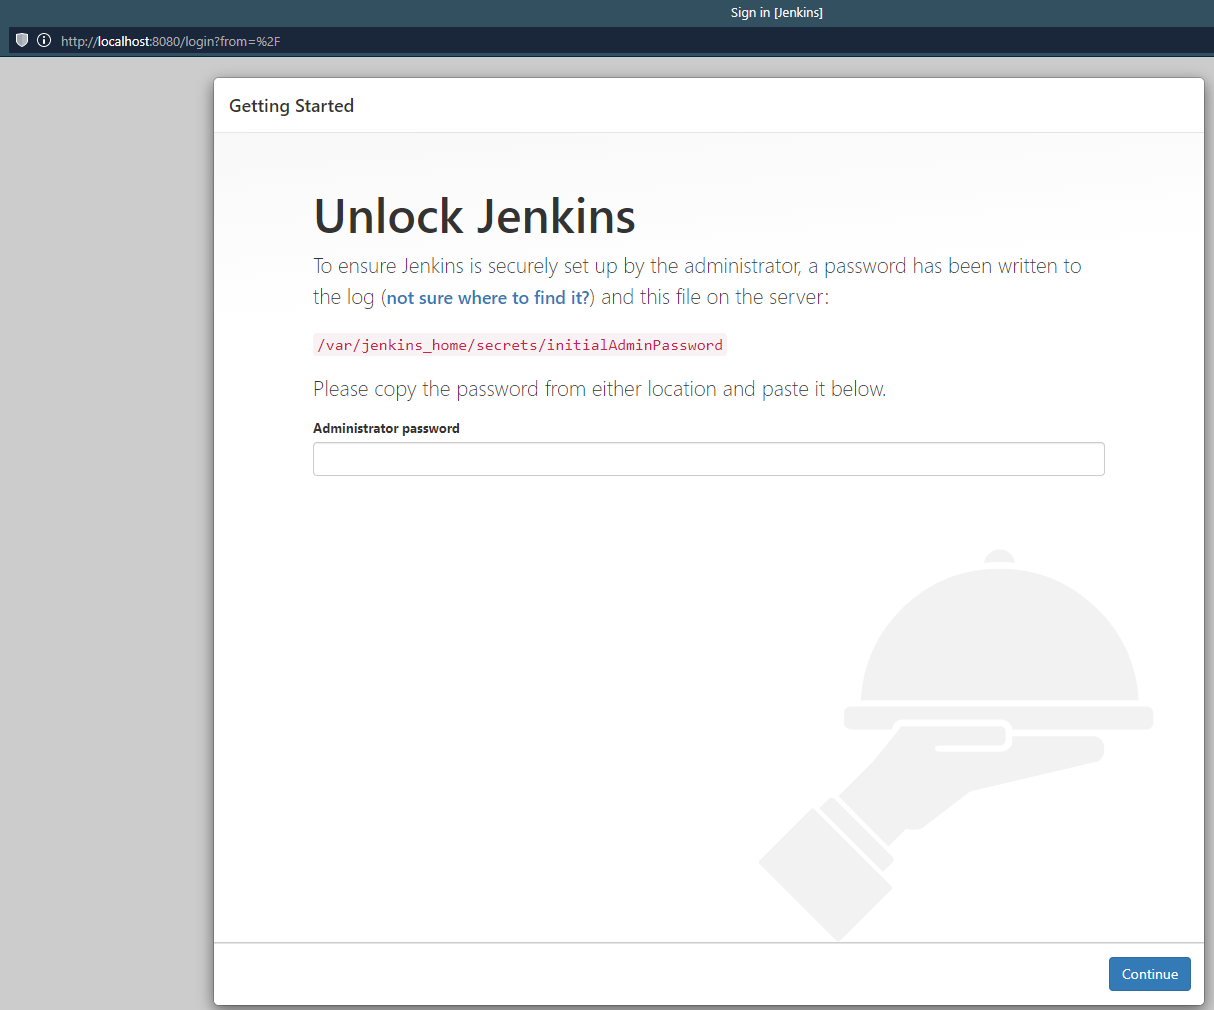 Sign in [Jenkins]
http://localhost:8080/login?from=%2F
Getting Started
Unlock Jenkins
To ensure Jenkins is securely set up by the administrator, a password has been written to
the log (not sure where to find it?) and this file on the server:
/var/jenkins_home/secrets/initialAdminPassword
Please copy the password from either location and paste it below.
Administrator password
Continue